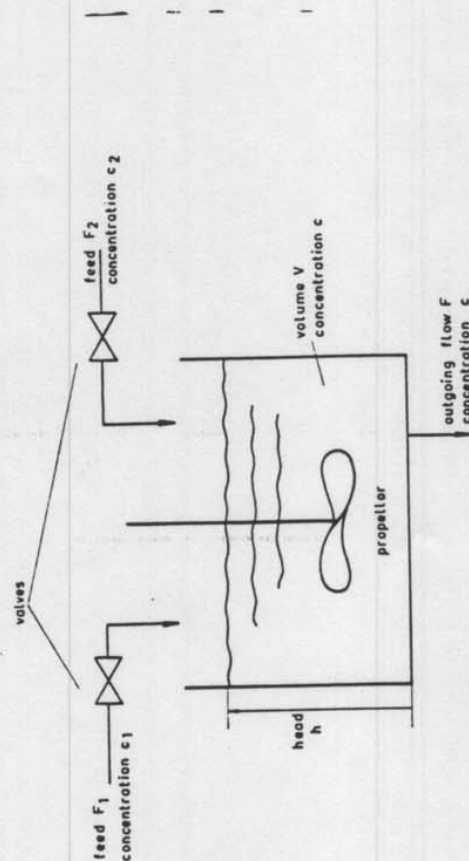 valves
feed F1
concentration c1
feed F2
concentration c2
head
h
volume V
concentration c
propellor
outgoing flow F
concentration c